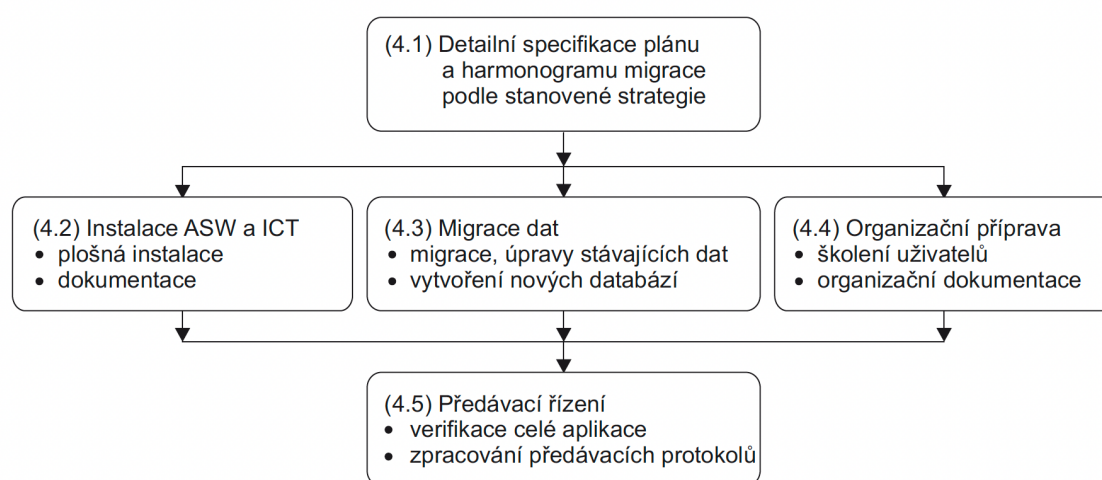 (4.1) Detailní specifikace plánu
a harmonogramu migrace
podle stanovené strategie
(4.2) Instalace ASW a ICT
• plošná instalace
• dokumentace
(4.3) Migrace dat
• migrace, úpravy stávajících dat
• vytvoření nových databází
(4.4) Organizační příprava
• školení uživatelů
• organizační dokumentace
(4.5) Předávací řízení
• verifikace celé aplikace
• zpracování předávacích protokolů